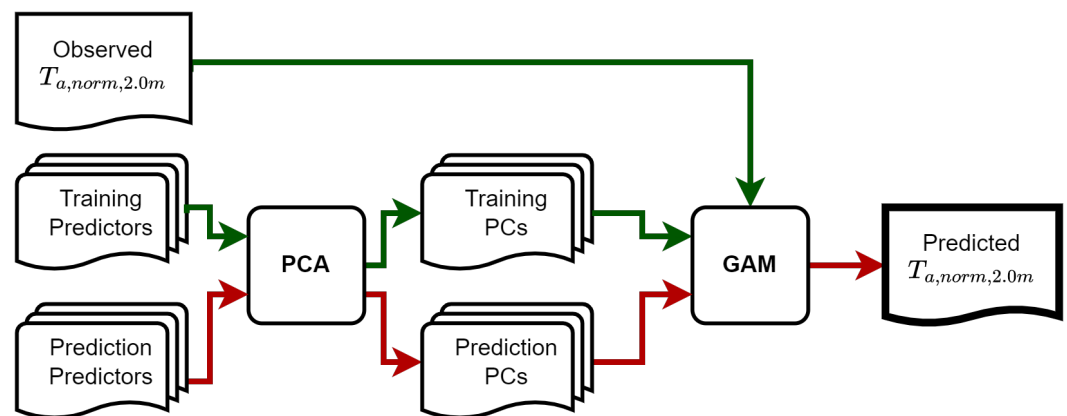 Observed
T_{a,norm,2.0m}
Training
Predictors
PCA
Training
PCs
GAM
Predicted
T_{a,norm,2.0m}
Prediction
Predictors
Prediction
PCs